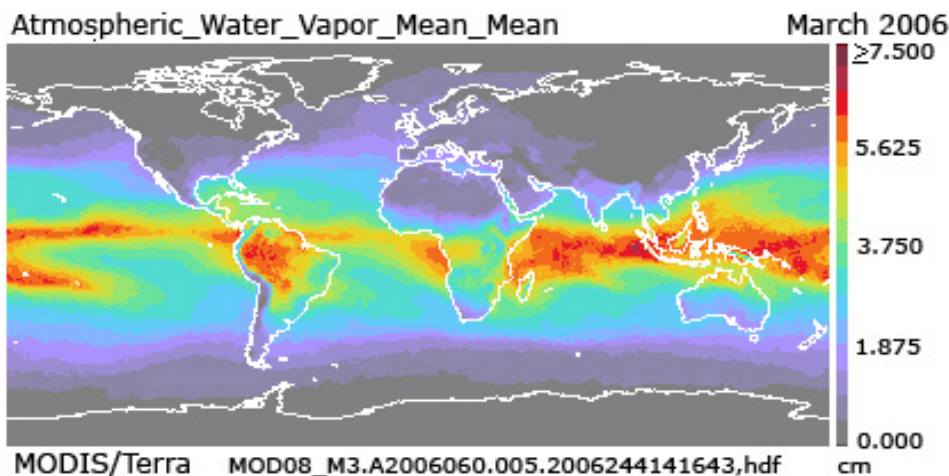 Atmospheric_Water_Vapor_Mean_Mean March 2006
≥7.500
5.625
3.750
1.875
0.000
MODIS/Terra MOD08_M3.A2006060.005.2006244141643.hdf cm